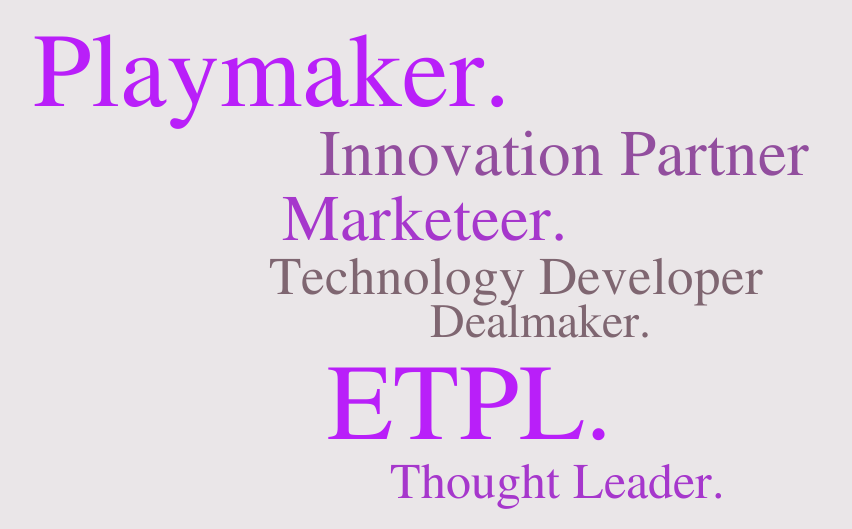 Playmaker.
Innovation Partner
Marketeer.
Technology Developer
Dealmaker.
ETPL.
Thought Leader.